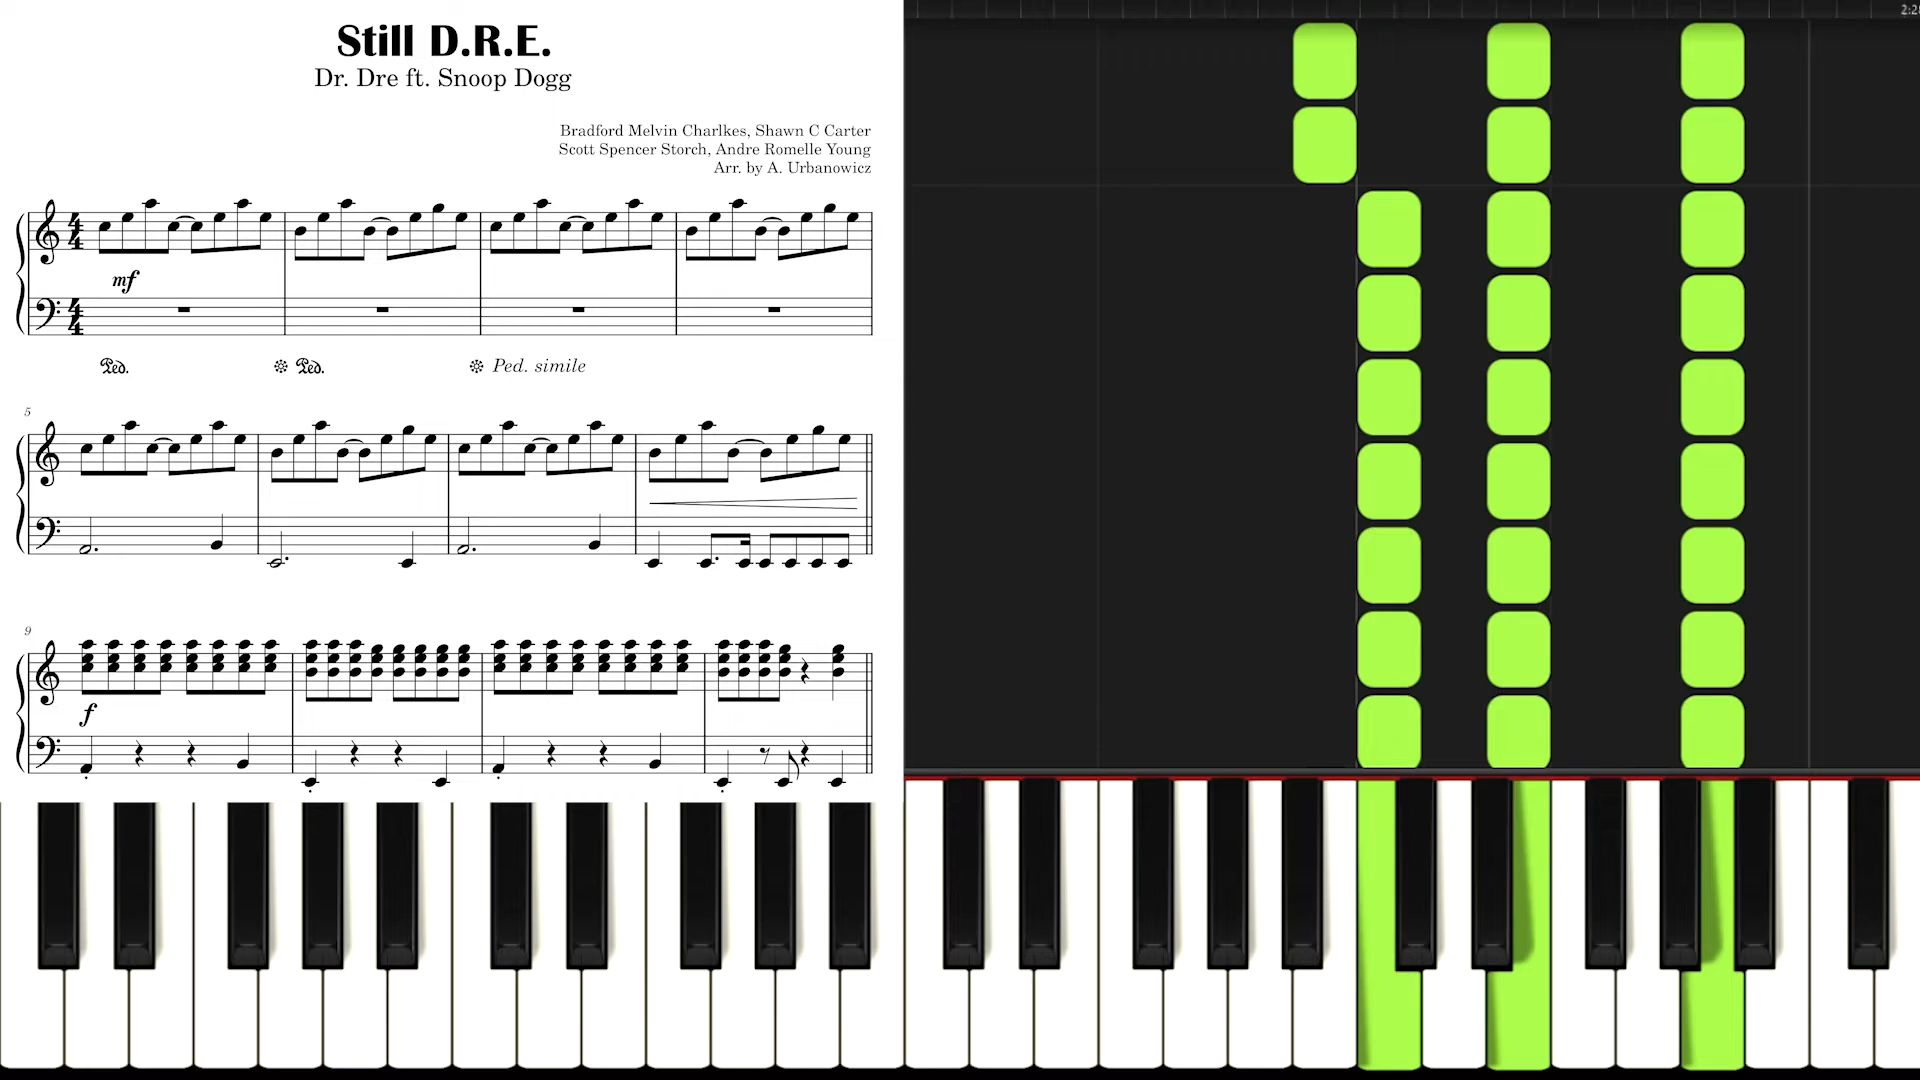 Still D.R.E.
Dr. Dre ft. Snoop Dogg
Bradford Melvin Charlkes, Shawn C Carter
Scott Spencer Storch, Andre Romelle Young
Arr. by A. Urbanowicz
mf
Ped. Ped. Ped. simile
5
9
f